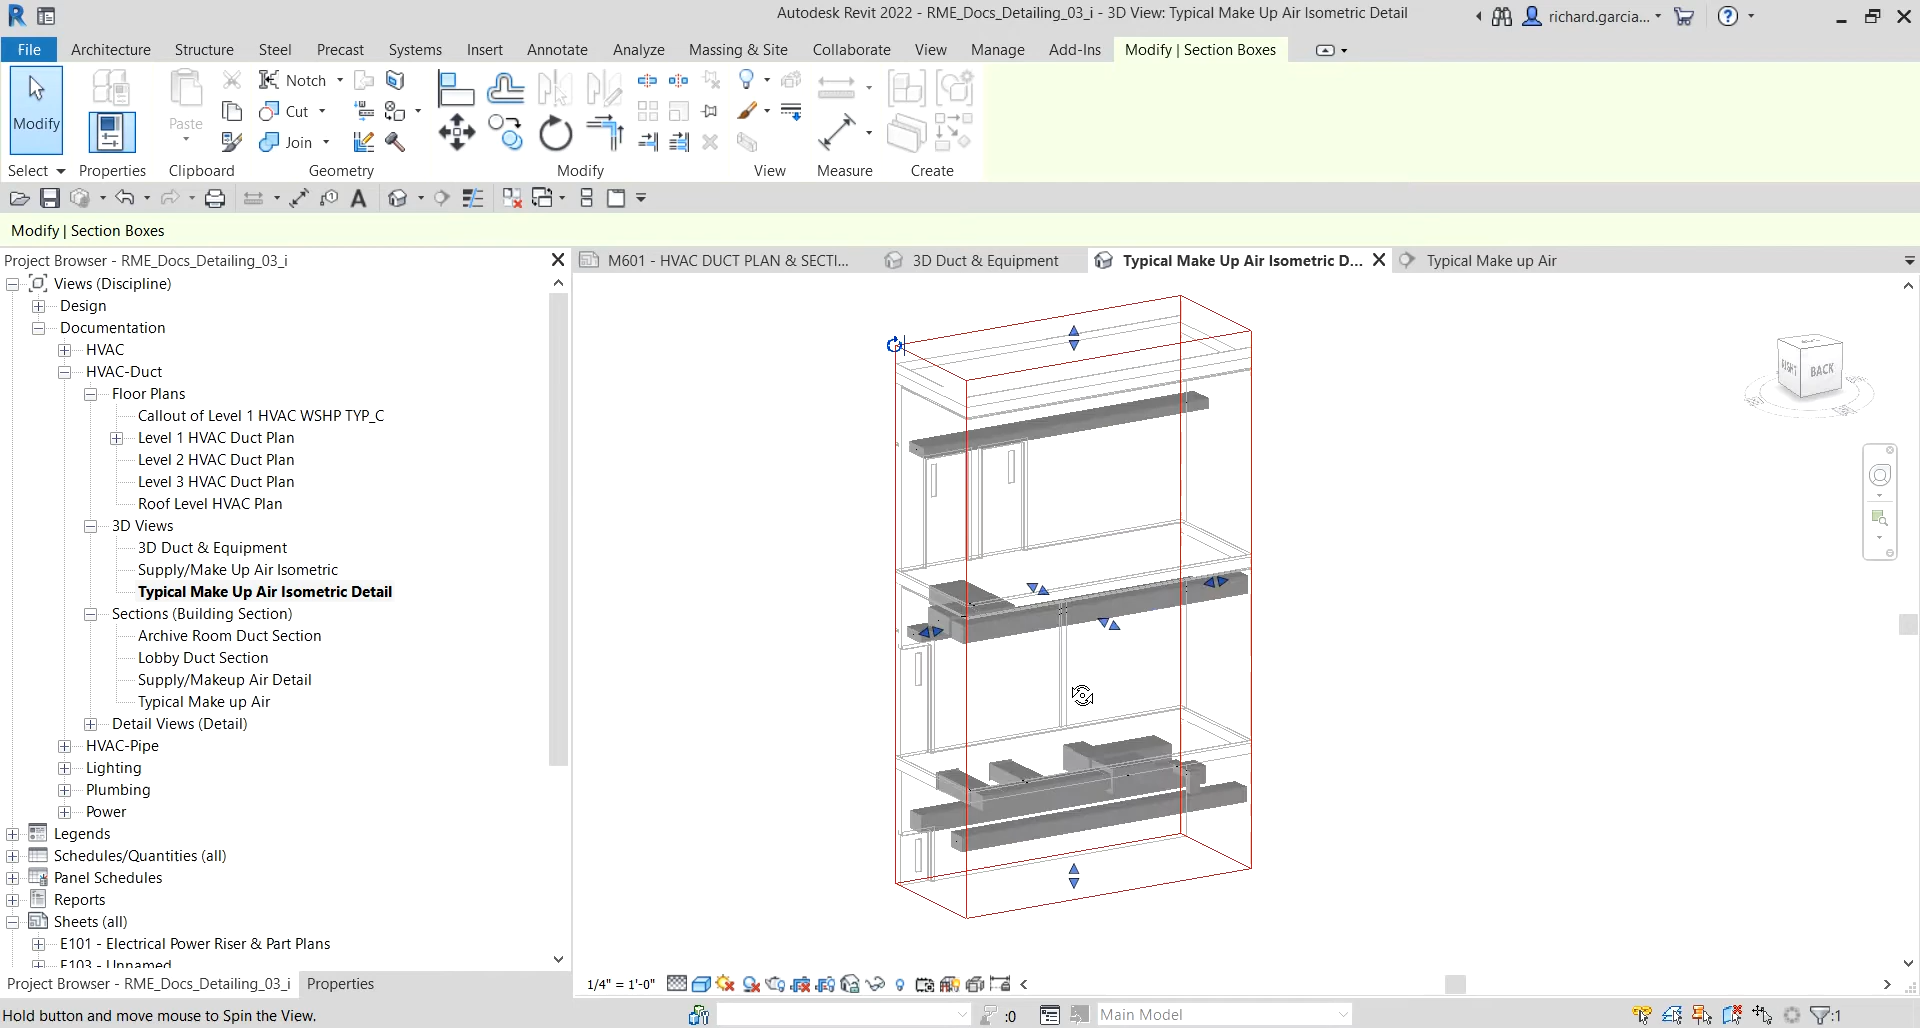 Autodesk Revit 2022 - RME_Docs_Detailing_03_i - 3D View: Typical Make Up Air Isometric Detail
richard.garcia...
File
Architecture
Structure
Steel
Precast
Systems
Insert
Annotate
Analyze
Massing & Site
Collaborate
View
Manage
Add-Ins
Modify | Section Boxes
Modify
Paste
Notch
Cut
Join
Select
Properties
Clipboard
Geometry
Modify
View
Measure
Create
Modify | Section Boxes
Project Browser - RME_Docs_Detailing_03_i
M601 - HVAC DUCT PLAN & SECTI...
3D Duct & Equipment
Typical Make Up Air Isometric D...
Typical Make up Air
Views (Discipline)
Design
Documentation
HVAC
HVAC-Duct
Floor Plans
Callout of Level 1 HVAC WSHP TYP_C
Level 1 HVAC Duct Plan
Level 2 HVAC Duct Plan
Level 3 HVAC Duct Plan
Roof Level HVAC Plan
3D Views
3D Duct & Equipment
Supply/Make Up Air Isometric
Typical Make Up Air Isometric Detail
Sections (Building Section)
Archive Room Duct Section
Lobby Duct Section
Supply/Makeup Air Detail
Typical Make up Air
Detail Views (Detail)
HVAC-Pipe
Lighting
Plumbing
Power
Legends
Schedules/Quantities (all)
Panel Schedules
Reports
Sheets (all)
E101 - Electrical Power Riser & Part Plans
E103 - Unnamed
RIGHT
BACK
Project Browser - RME_Docs_Detailing_03_i
Properties
1/4" = 1'-0"
Hold button and move mouse to Spin the View.
:0
Main Model
:1